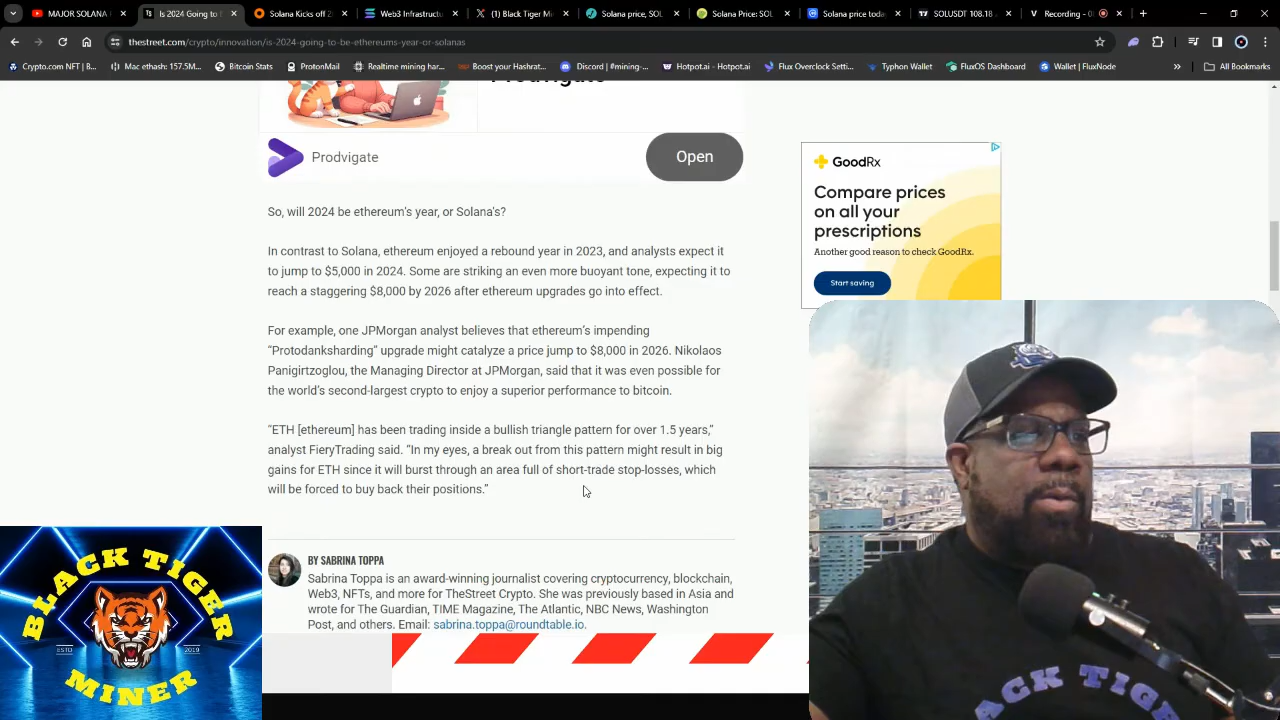 MAJOR SOLANA
Is 2024 Going to
Solana Kicks off 2
Web3 Infrastructu
(1) Black Tiger Mi
Solana price, SOL
Solana Price: SOL
Solana price today
SOLUSDT 108.18
Recording - 0
thestreet.com/crypto/innovation/is-2024-going-to-be-ethereums-year-or-solanas
Crypto.com NFT | B...
Mac ethash: 157.5M...
Bitcoin Stats
ProtonMail
Realtime mining har...
Boost your Hashrat...
Discord | #mining-...
Hotpot.ai - Hotpot.ai
Flux Overclock Settin...
Typhon Wallet
FluxOS Dashboard
Wallet | FluxNode
All Bookmarks
Prodvigate
Prodvigate
Open
GoodRx
Compare prices
on all your
prescriptions
Another good reason to check GoodRx.
Start saving
So, will 2024 be ethereum's year, or Solana's?
In contrast to Solana, ethereum enjoyed a rebound year in 2023, and analysts expect it
to jump to $5,000 in 2024. Some are striking an even more buoyant tone, expecting it to
reach a staggering $8,000 by 2026 after ethereum upgrades go into effect.
For example, one JPMorgan analyst believes that ethereum's impending
“Protodanksharding” upgrade might catalyze a price jump to $8,000 in 2026. Nikolaos
Panigirtzoglou, the Managing Director at JPMorgan, said that it was even possible for
the world's second-largest crypto to enjoy a superior performance to bitcoin.
“ETH [ethereum] has been trading inside a bullish triangle pattern for over 1.5 years,”
analyst FieryTrading said. “In my eyes, a break out from this pattern might result in big
gains for ETH since it will burst through an area full of short-trade stop-losses, which
will be forced to buy back their positions.”
BY SABRINA TOPPA
Sabrina Toppa is an award-winning journalist covering cryptocurrency, blockchain,
Web3, NFTs, and more for TheStreet Crypto. She was previously based in Asia and
wrote for The Guardian, TIME Magazine, The Atlantic, NBC News, Washington
Post, and others. Email: sabrina.toppa@roundtable.io.
BLACK TIGER
ESTD
2019
MINER
ACK TIG